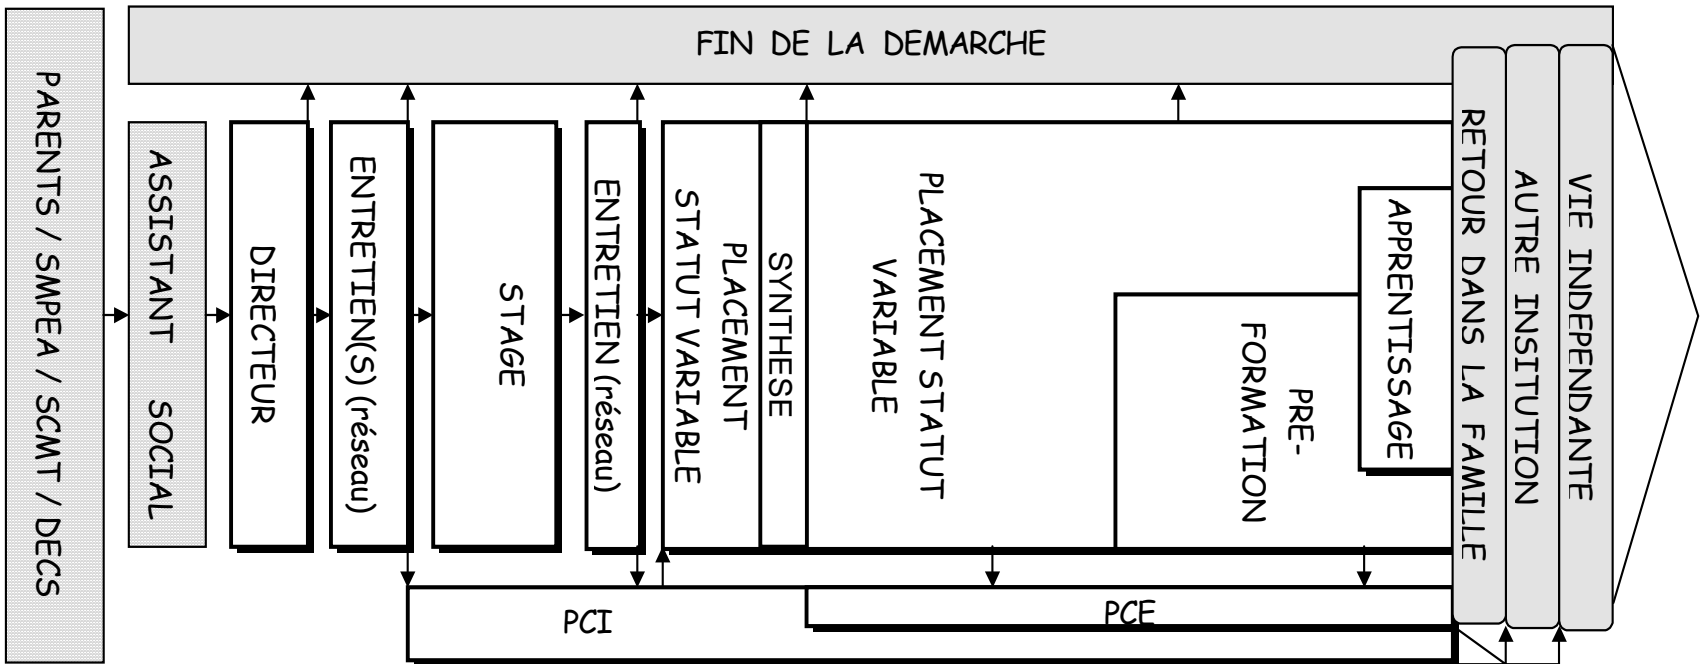 FIN DE LA DEMARCHE
PARENTS / SMPEA / SCMT / DECS
ASSISTANT SOCIAL
DIRECTEUR
ENTRETIEN(S) (réseau)
STAGE
ENTRETIEN (réseau)
PLACEMENT
STATUT VARIABLE
SYNTHESE
PLACEMENT STATUT
VARIABLE
PRE-
FORMATION
APPRENTISSAGE
RETOUR DANS LA FAMILLE
AUTRE INSITUTION
VIE INDEPENDANTE
PCI
PCE